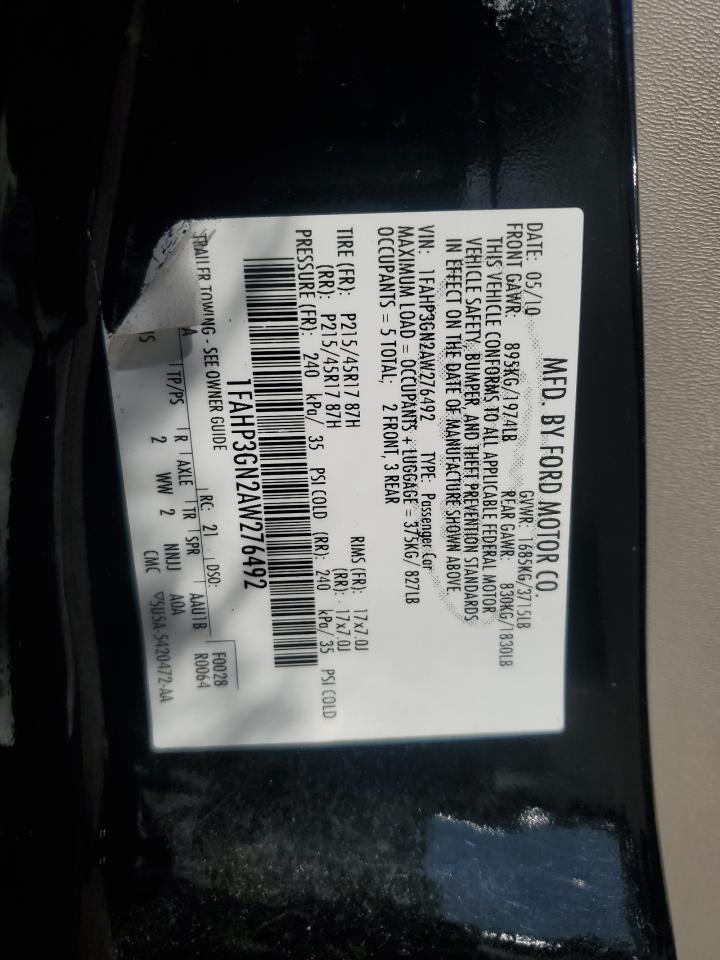 MFD. BY FORD MOTOR CO.
DATE: 05/10 GVWR: 1685KG/3715LB
FRONT GAWR: 895KG/1974LB REAR GAWR: 830KG/1830LB
THIS VEHICLE CONFORMS TO ALL APPLICABLE FEDERAL MOTOR
VEHICLE SAFETY, BUMPER, AND THEFT PREVENTION STANDARDS
IN EFFECT ON THE DATE OF MANUFACTURE SHOWN ABOVE.
VIN: 1FAHP3GN2AW276492 TYPE: Passenger Car
MAXIMUM LOAD = OCCUPANTS + LUGGAGE = 375KG/ 827LB
OCCUPANTS = 5 TOTAL; 2 FRONT, 3 REAR
TIRE (FR): P215/45R17 87H RIMS (FR): 17x7.0J
(RR): P215/45R17 87H (RR): 17x7.0J
PRESSURE (FR): 240 kPa/ 35 PSI COLD (RR): 240 kPa/ 35 PSI COLD
1FAHP3GN2AW276492
TRAILER TOWING - SEE OWNER GUIDE
RC: 21 DSO: F0028
R0064
TP/PS R AXLE TR SPR AAU1B
2 WW 2 NNJJ AOA
CMC 5U5A-5420472-AA